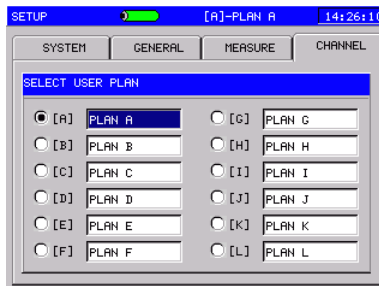 SETUP [A]-PLAN A 14:26:10
SYSTEM GENERAL MEASURE CHANNEL
SELECT USER PLAN
[A] PLAN A [G] PLAN G
[B] PLAN B [H] PLAN H
[C] PLAN C [I] PLAN I
[D] PLAN D [J] PLAN J
[E] PLAN E [K] PLAN K
[F] PLAN F [L] PLAN L